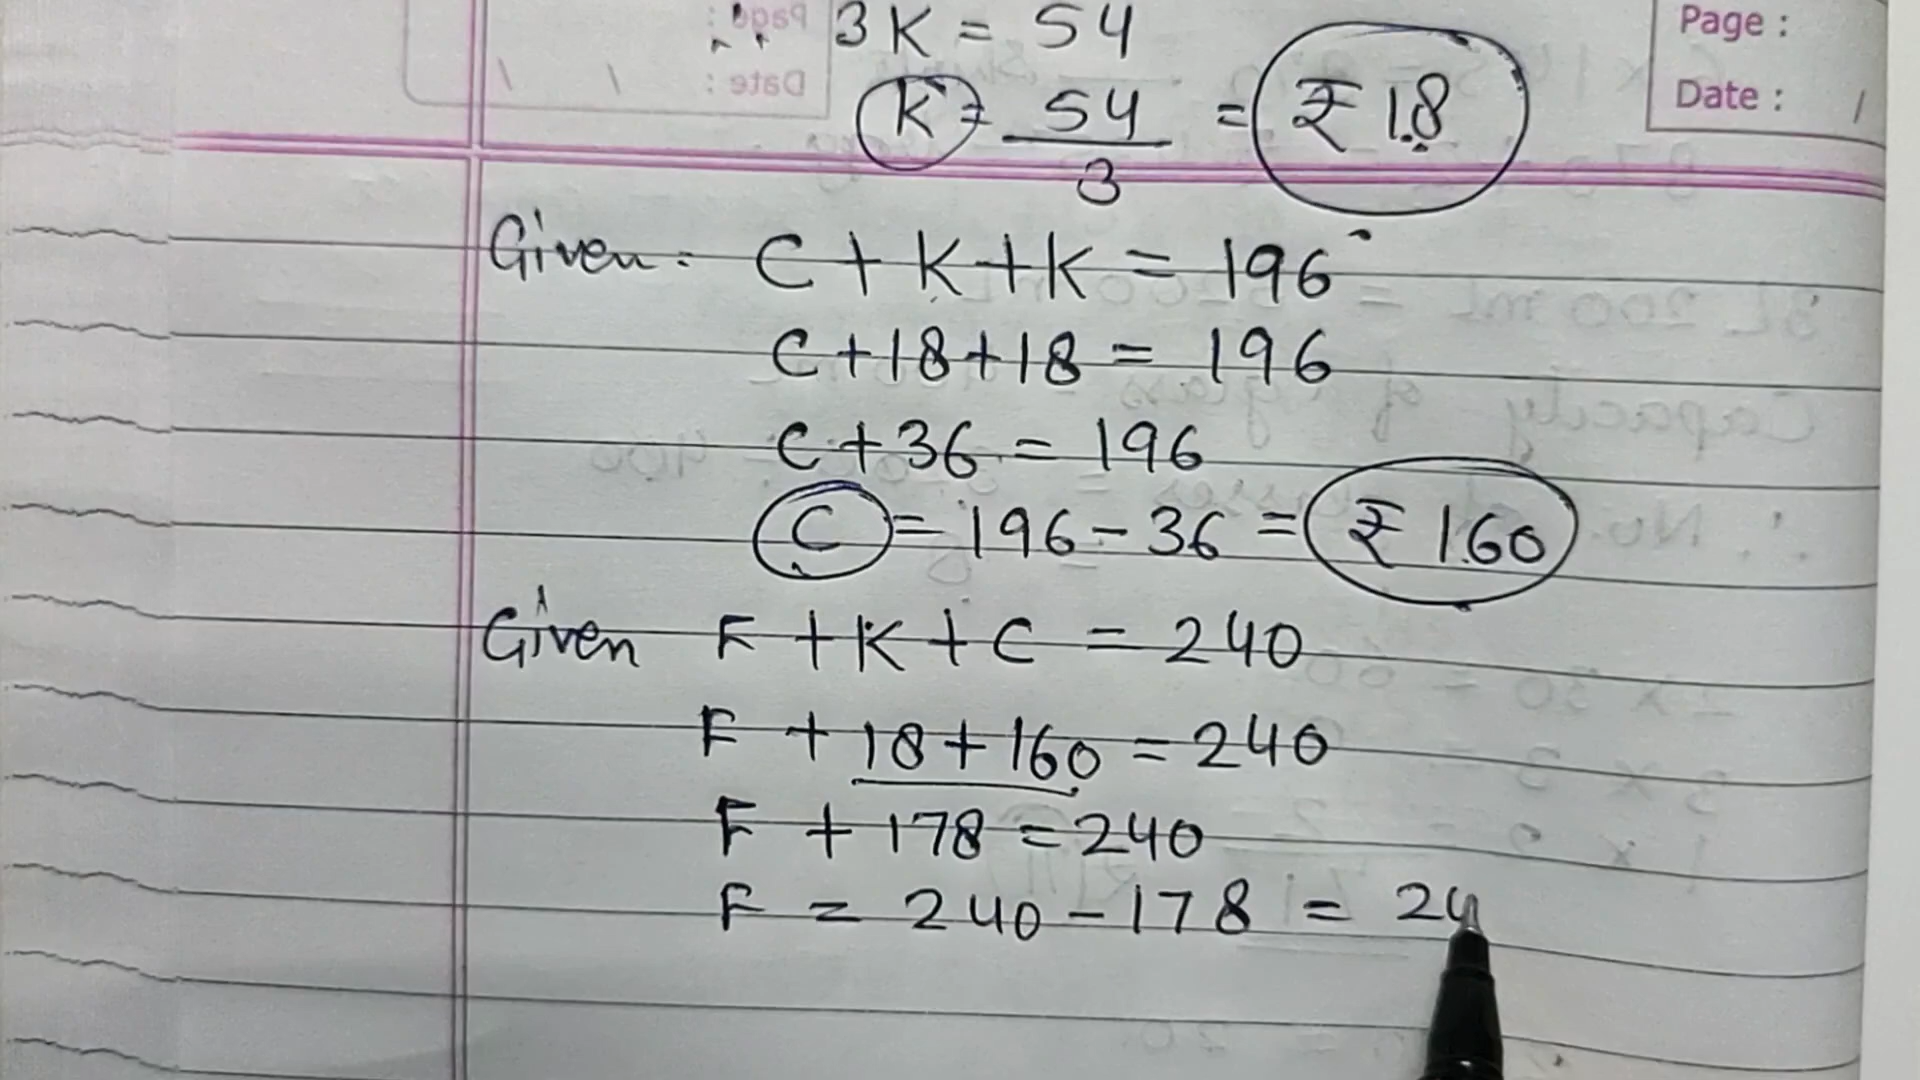 3K = 54
Page :
Date :
K = 54/3 = ₹ 18
Given: C + K + K = 196
C + 18 + 18 = 196
C + 36 = 196
C = 196 - 36 = ₹ 160
Given F + K + C = 240
F + 18 + 160 = 240
F + 178 = 240
F = 240 - 178 = 24